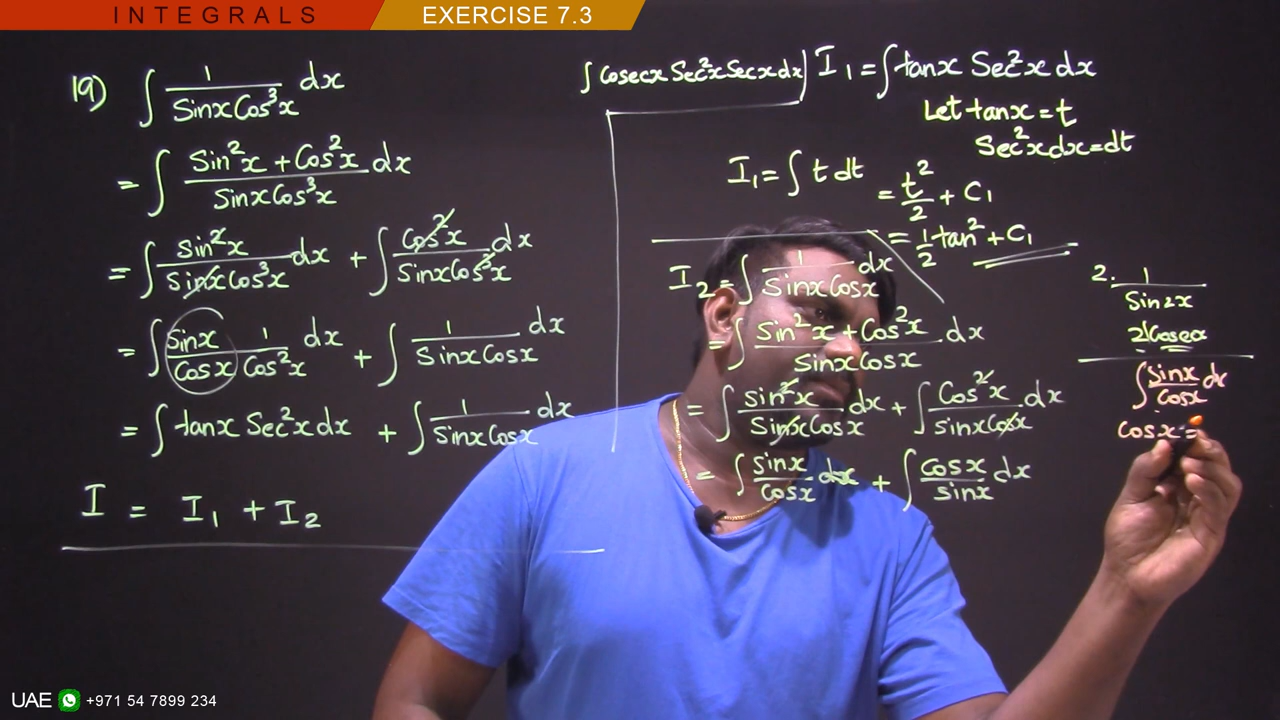 INTEGRALS EXERCISE 7.3
19) ∫ 1/(Sinx Cos³x) dx
= ∫ (Sin²x + Cos²x)/(Sinx Cos³x) dx
= ∫ Sin²x/(Sinx Cos³x) dx + ∫ Cos²x/(Sinx Cos³x) dx
= ∫ Sinx/Cosx 1/Cos²x dx + ∫ 1/(Sinx Cosx) dx
= ∫ tanx Sec²x dx + ∫ 1/(Sinx Cosx) dx
I = I₁ + I₂
∫ Cosecx Sec²x Secx dx
I₁ = ∫ tanx Sec²x dx
Let tanx = t
Sec²x dx = dt
I₁ = ∫ t dt = t²/2 + C₁
= 1/2 tan² + C₁
I₂ = ∫ 1/(Sinx Cosx) dx
= ∫ (Sin²x + Cos²x)/(Sinx Cosx) dx
= ∫ Sin²x/(Sinx Cosx) dx + ∫ Cos²x/(sinx Cosx) dx
= ∫ sinx/cosx dx + ∫ cosx/sinx dx
2. 1/Sin2x
∫ sinx/cosx dx
cosx =
UAE +971 54 7899 234